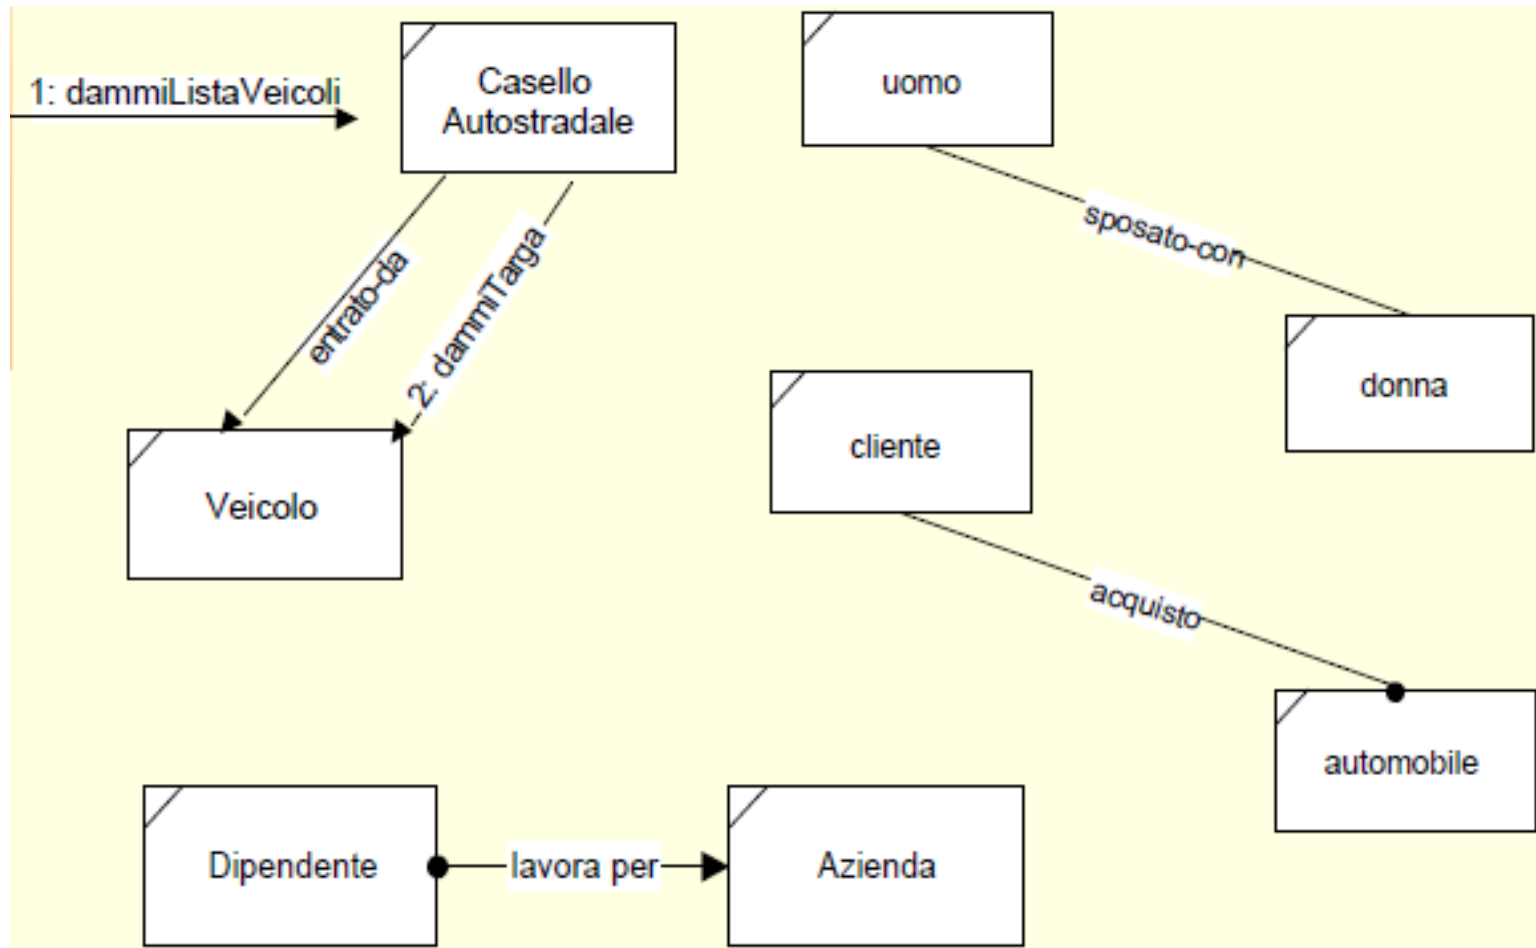 1: dammiListaVeicoli
Casello
Autostradale
uomo
entrato-da
2: dammiTarga
sposato-con
donna
cliente
Veicolo
acquisto
automobile
Dipendente
lavora per
Azienda